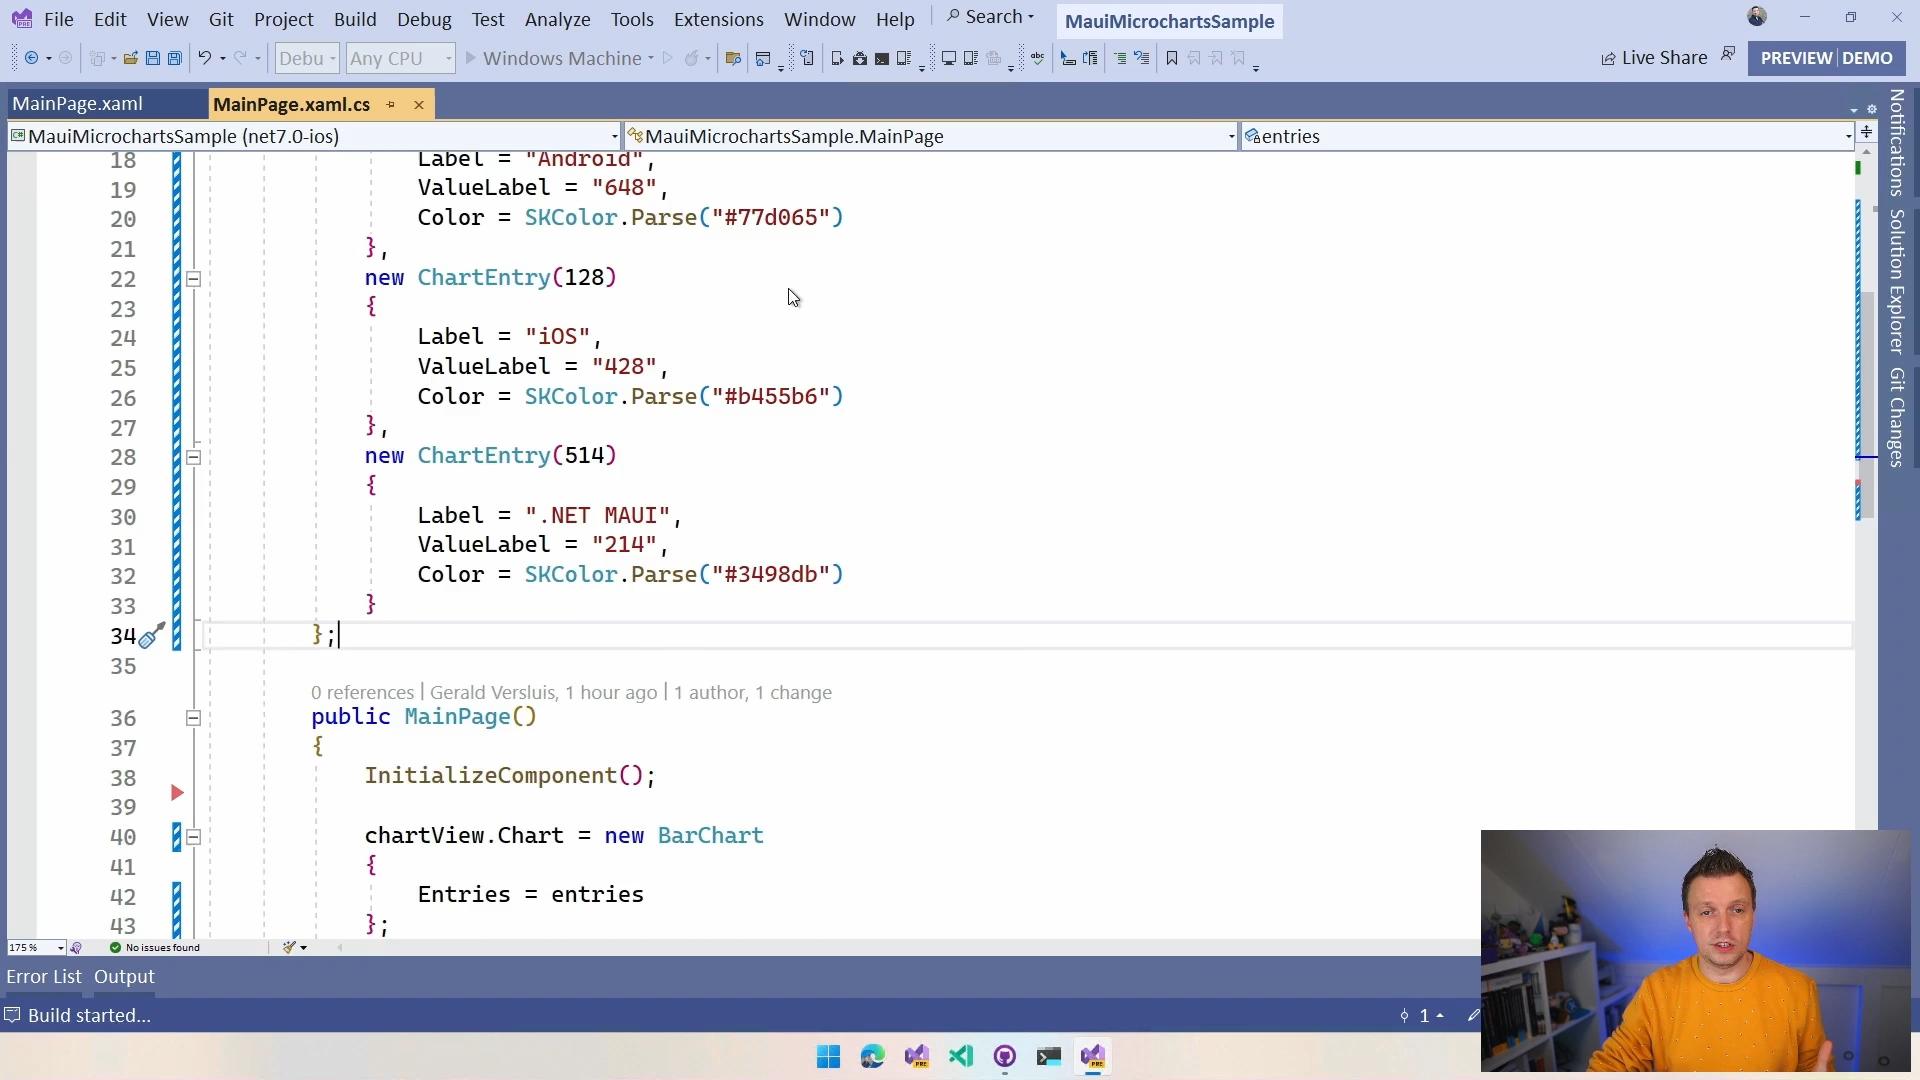 File Edit View Git Project Build Debug Test Analyze Tools Extensions Window Help Search MauiMicrochartsSample
Debu Any CPU Windows Machine Live Share PREVIEW DEMO
MainPage.xaml MainPage.xaml.cs
MauiMicrochartsSample (net7.0-ios) MauiMicrochartsSample.MainPage entries
18 Label = "Android",
19 ValueLabel = "648",
20 Color = SKColor.Parse("#77d065")
21 },
22 new ChartEntry(128)
23 {
24 Label = "iOS",
25 ValueLabel = "428",
26 Color = SKColor.Parse("#b455b6")
27 },
28 new ChartEntry(514)
29 {
30 Label = ".NET MAUI",
31 ValueLabel = "214",
32 Color = SKColor.Parse("#3498db")
33 }
34 };
35
0 references | Gerald Versluis, 1 hour ago | 1 author, 1 change
36 public MainPage()
37 {
38 InitializeComponent();
39
40 chartView.Chart = new BarChart
41 {
42 Entries = entries
43 };
175 % No issues found
Error List Output
Build started... 1
Notifications
Solution Explorer
Git Changes